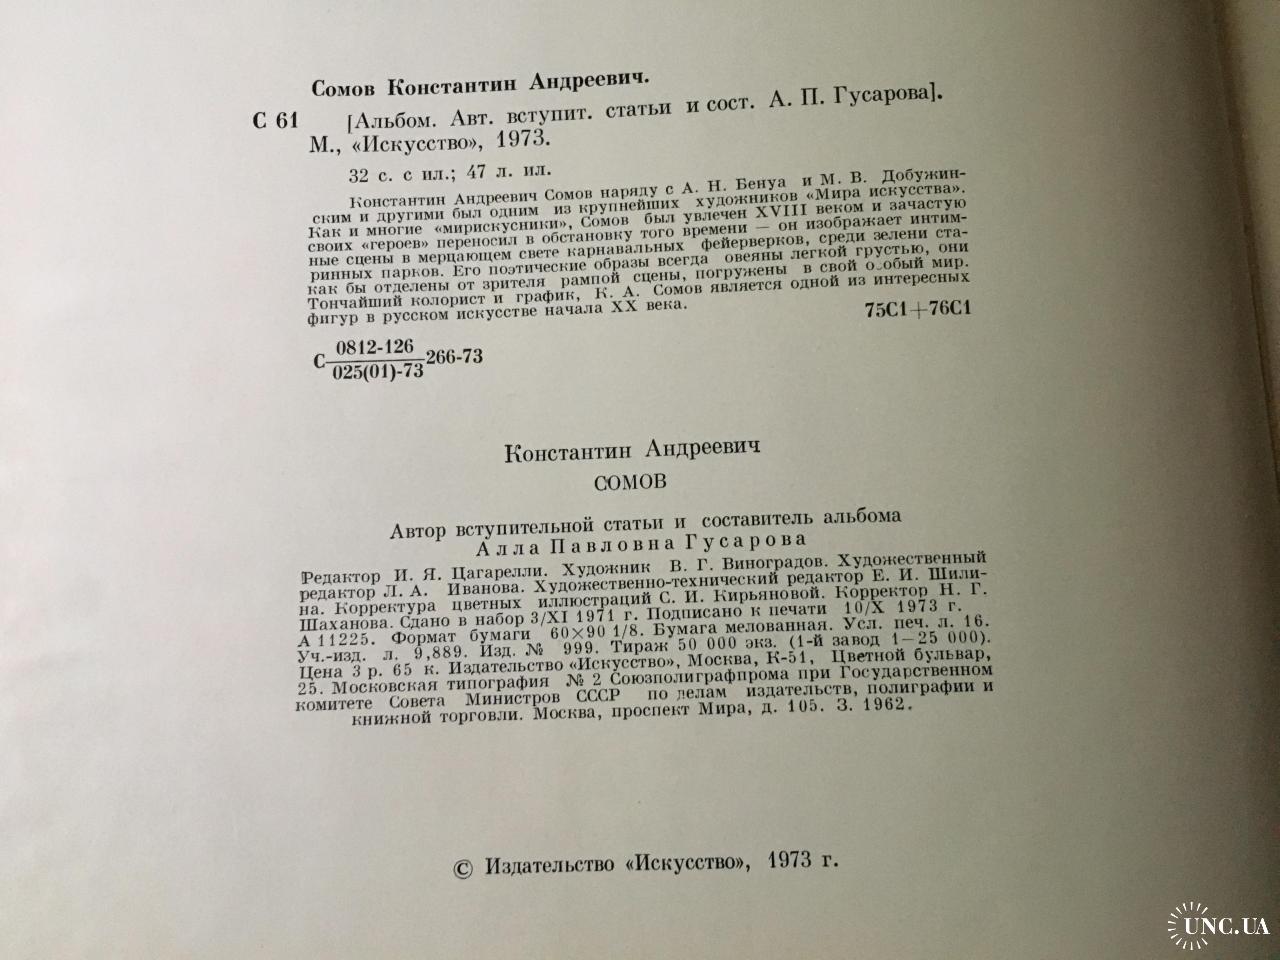 Сомов Константин Андреевич.
С 61 [Альбом. Авт. вступит. статьи и сост. А. П. Гусарова].
М., «Искусство», 1973.
32 с. с ил.; 47 л. ил.
Константин Андреевич Сомов наряду с А. Н. Бенуа и М. В. Добужин-
ским и другими был одним из крупнейших художников «Мира искусства».
Как и многие «мирискусники», Сомов был увлечен XVIII веком и зачастую
своих «героев» переносил в обстановку того времени — он изображает интим-
ные сцены в мерцающем свете карнавальных фейерверков, среди зелени ста-
ринных парков. Его поэтические образы всегда овеяны легкой грустью, они
как бы отделены от зрителя рампой сцены, погружены в свой особый мир.
Тончайший колорист и график, К. А. Сомов является одной из интересных
фигур в русском искусстве начала XX века.
75С1+76С1
С 0812-126
025(01)-73 266-73
Константин Андреевич
СОМОВ
Автор вступительной статьи и составитель альбома
Алла Павловна Гусарова
Редактор И. Я. Цагарелли. Художник В. Г. Виноградов. Художественный
редактор Л. А. Иванова. Художественно-технический редактор Е. И. Шили-
на. Корректура цветных иллюстраций С. И. Кирьяновой. Корректор Н. Г.
Шаханова. Сдано в набор 3/XI 1971 г. Подписано к печати 10/X 1973 г.
А 11225. Формат бумаги 60×90 1/8. Бумага мелованная. Усл. печ. л. 16.
Уч.-изд. л. 9,889. Изд. № 999. Тираж 50 000 экз. (1-й завод 1—25 000).
Цена 3 р. 65 к. Издательство «Искусство», Москва, К-51, Цветной бульвар,
25. Московская типография № 2 Союзполиграфпрома при Государственном
комитете Совета Министров СССР по делам издательств, полиграфии и
книжной торговли. Москва, проспект Мира, д. 105. З. 1962.
© Издательство «Искусство», 1973 г.
UNC.UA